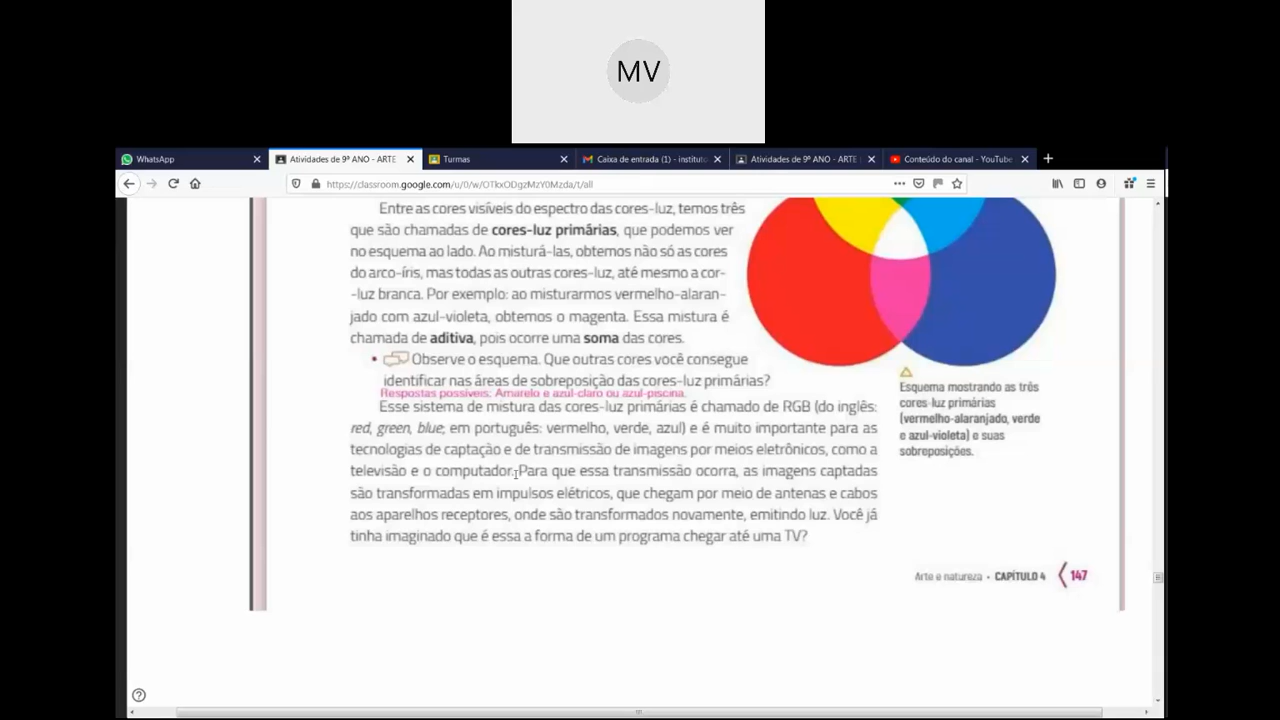 MV
WhatsApp
Atividades de 9º ANO - ARTE
Turmas
Caixa de entrada (1) - institut
Atividades de 9º ANO - ARTE
Conteúdo do canal - YouTube
https://classroom.google.com/u/0/w/OTkxODgzMzY0Mzda/t/all
Entre as cores visíveis do espectro das cores-luz, temos três
que são chamadas de cores-luz primárias, que podemos ver
no esquema ao lado. Ao misturá-las, obtemos não só as cores
do arco-íris, mas todas as outras cores-luz, até mesmo a cor-
-luz branca. Por exemplo: ao misturarmos vermelho-alaran-
jado com azul-violeta, obtemos o magenta. Essa mistura é
chamada de aditiva, pois ocorre uma soma das cores.
• Observe o esquema. Que outras cores você consegue
identificar nas áreas de sobreposição das cores-luz primárias?
Respostas possíveis: Amarelo e azul-claro ou azul-piscina.
Esse sistema de mistura das cores-luz primárias é chamado de RGB (do inglês:
red, green, blue; em português: vermelho, verde, azul) e é muito importante para as
tecnologias de captação e de transmissão de imagens por meios eletrônicos, como a
televisão e o computador. Para que essa transmissão ocorra, as imagens captadas
são transformadas em impulsos elétricos, que chegam por meio de antenas e cabos
aos aparelhos receptores, onde são transformados novamente, emitindo luz. Você já
tinha imaginado que é essa a forma de um programa chegar até uma TV?
Esquema mostrando as três
cores-luz primárias
(vermelho-alaranjado, verde
e azul-violeta) e suas
sobreposições.
Arte e natureza • CAPÍTULO 4 147